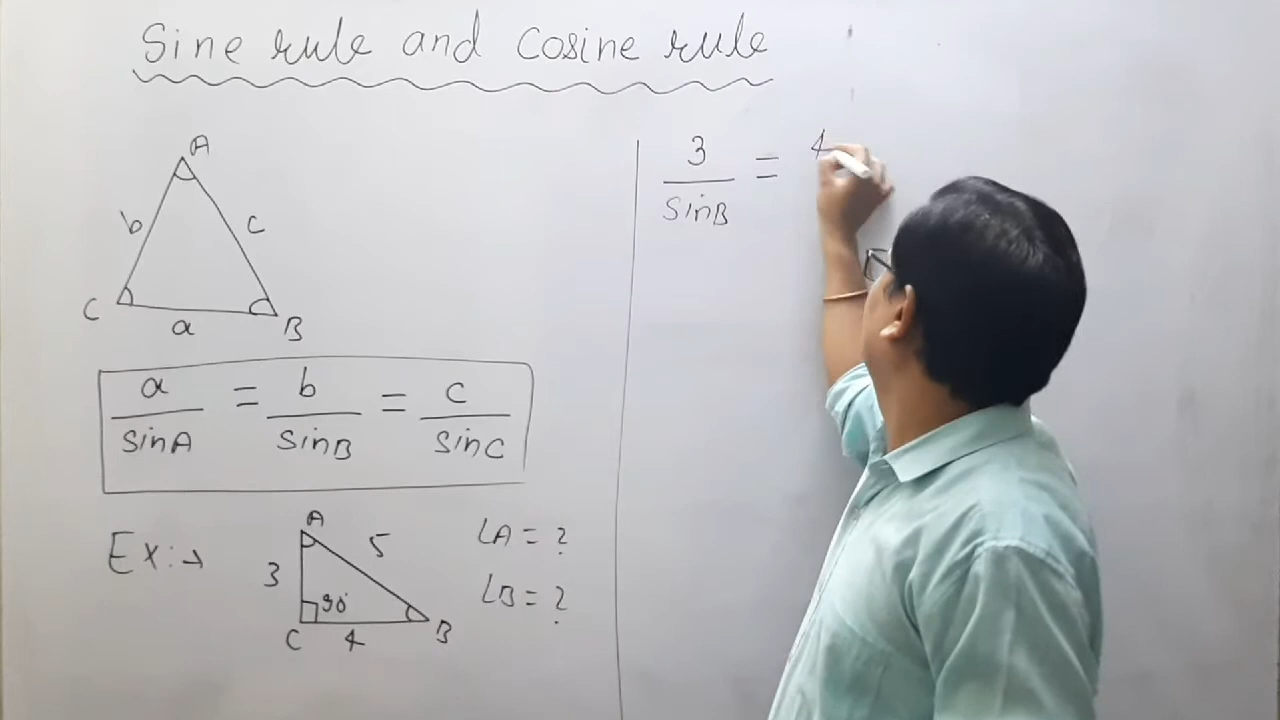 Sine rule and cosine rule
A
b
c
C
a
B
a/sinA = b/sinB = c/sinC
Ex:→
A
3
5
90°
C
4
B
∠A = ?
∠B = ?
3/sinB = 4